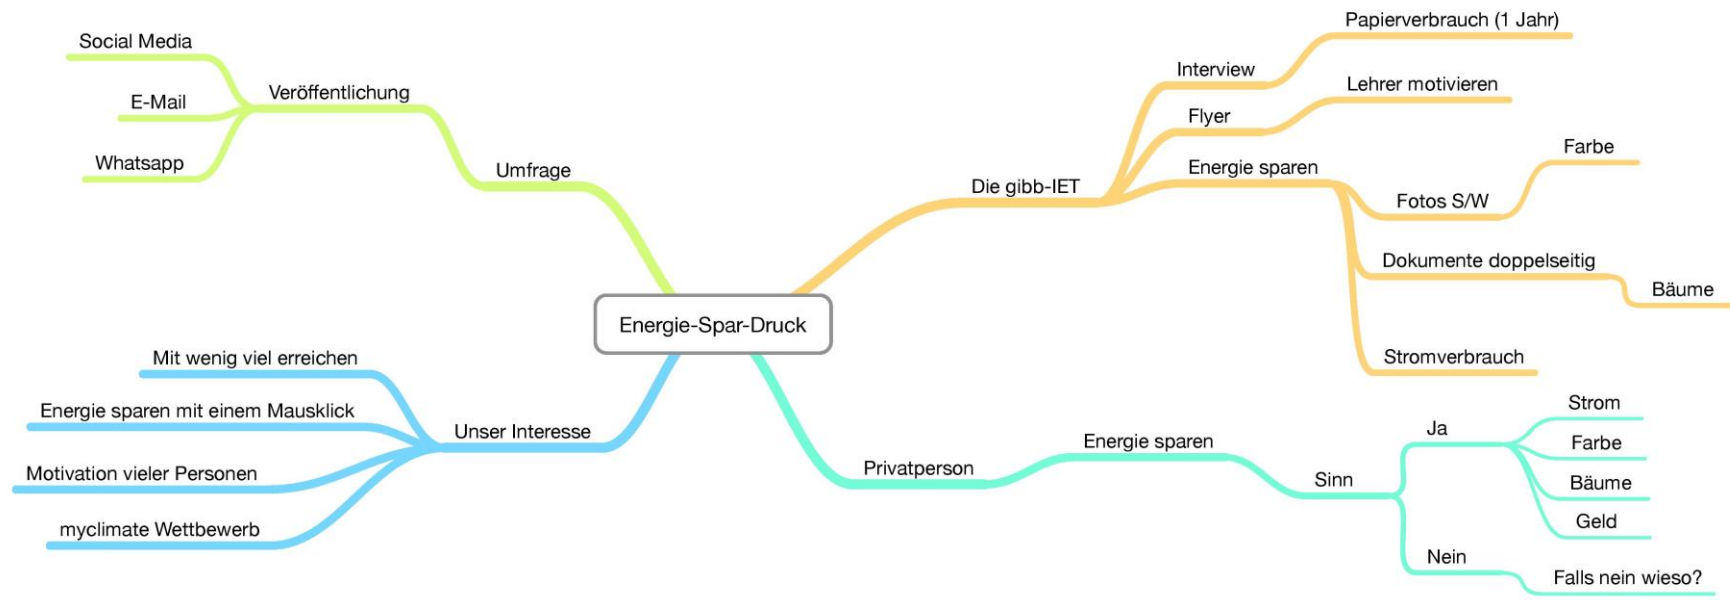 Energie-Spar-Druck
Umfrage
Veröffentlichung
Social Media
E-Mail
Whatsapp
Die gibb-IET
Interview
Papierverbrauch (1 Jahr)
Flyer
Lehrer motivieren
Energie sparen
Fotos S/W
Farbe
Dokumente doppelseitig
Bäume
Stromverbrauch
Unser Interesse
Mit wenig viel erreichen
Energie sparen mit einem Mausklick
Motivation vieler Personen
myclimate Wettbewerb
Privatperson
Energie sparen
Sinn
Ja
Strom
Farbe
Bäume
Geld
Nein
Falls nein wieso?